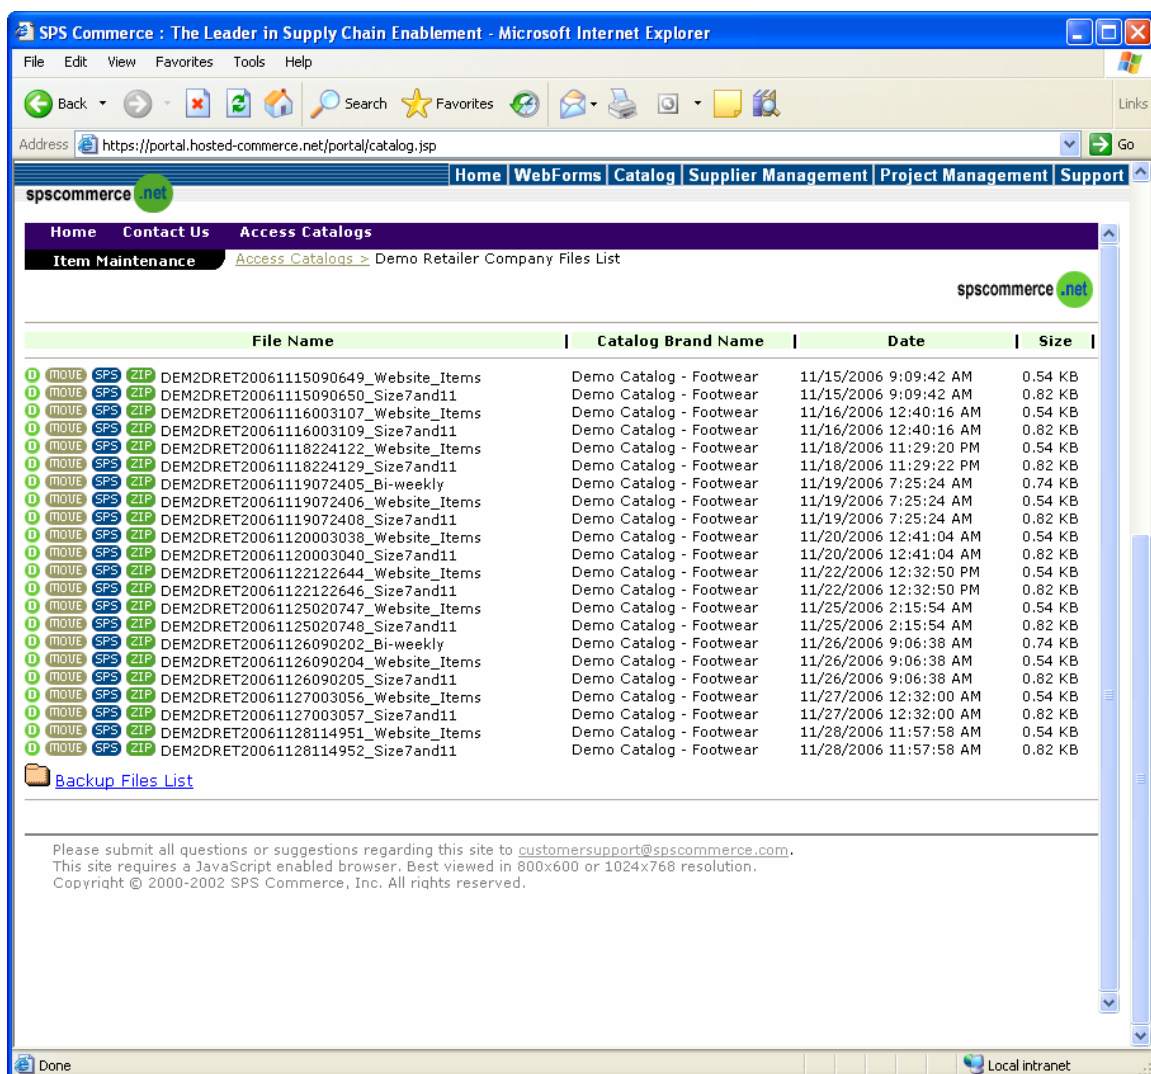 SPS Commerce : The Leader in Supply Chain Enablement - Microsoft Internet Explorer
File Edit View Favorites Tools Help
Back Search Favorites Links
Address https://portal.hosted-commerce.net/portal/catalog.jsp Go
Home WebForms Catalog Supplier Management Project Management Support
spscommerce .net
Home Contact Us Access Catalogs
Item Maintenance Access Catalogs > Demo Retailer Company Files List
spscommerce .net
File Name | Catalog Brand Name | Date | Size |
D MOVE SPS ZIP DEM2DRET20061115090649_Website_Items Demo Catalog - Footwear 11/15/2006 9:09:42 AM 0.54 KB
D MOVE SPS ZIP DEM2DRET20061115090650_Size7and11 Demo Catalog - Footwear 11/15/2006 9:09:42 AM 0.82 KB
D MOVE SPS ZIP DEM2DRET20061116003107_Website_Items Demo Catalog - Footwear 11/16/2006 12:40:16 AM 0.54 KB
D MOVE SPS ZIP DEM2DRET20061116003109_Size7and11 Demo Catalog - Footwear 11/16/2006 12:40:16 AM 0.82 KB
D MOVE SPS ZIP DEM2DRET20061118224122_Website_Items Demo Catalog - Footwear 11/18/2006 11:29:20 PM 0.54 KB
D MOVE SPS ZIP DEM2DRET20061118224129_Size7and11 Demo Catalog - Footwear 11/18/2006 11:29:22 PM 0.82 KB
D MOVE SPS ZIP DEM2DRET20061119072405_Bi-weekly Demo Catalog - Footwear 11/19/2006 7:25:24 AM 0.74 KB
D MOVE SPS ZIP DEM2DRET20061119072406_Website_Items Demo Catalog - Footwear 11/19/2006 7:25:24 AM 0.54 KB
D MOVE SPS ZIP DEM2DRET20061119072408_Size7and11 Demo Catalog - Footwear 11/19/2006 7:25:24 AM 0.82 KB
D MOVE SPS ZIP DEM2DRET20061120003038_Website_Items Demo Catalog - Footwear 11/20/2006 12:41:04 AM 0.54 KB
D MOVE SPS ZIP DEM2DRET20061120003040_Size7and11 Demo Catalog - Footwear 11/20/2006 12:41:04 AM 0.82 KB
D MOVE SPS ZIP DEM2DRET20061122122644_Website_Items Demo Catalog - Footwear 11/22/2006 12:32:50 PM 0.54 KB
D MOVE SPS ZIP DEM2DRET20061122122646_Size7and11 Demo Catalog - Footwear 11/22/2006 12:32:50 PM 0.82 KB
D MOVE SPS ZIP DEM2DRET20061125020747_Website_Items Demo Catalog - Footwear 11/25/2006 2:15:54 AM 0.54 KB
D MOVE SPS ZIP DEM2DRET20061125020748_Size7and11 Demo Catalog - Footwear 11/25/2006 2:15:54 AM 0.82 KB
D MOVE SPS ZIP DEM2DRET20061126090202_Bi-weekly Demo Catalog - Footwear 11/26/2006 9:06:38 AM 0.74 KB
D MOVE SPS ZIP DEM2DRET20061126090204_Website_Items Demo Catalog - Footwear 11/26/2006 9:06:38 AM 0.54 KB
D MOVE SPS ZIP DEM2DRET20061126090205_Size7and11 Demo Catalog - Footwear 11/26/2006 9:06:38 AM 0.82 KB
D MOVE SPS ZIP DEM2DRET20061127003056_Website_Items Demo Catalog - Footwear 11/27/2006 12:32:00 AM 0.54 KB
D MOVE SPS ZIP DEM2DRET20061127003057_Size7and11 Demo Catalog - Footwear 11/27/2006 12:32:00 AM 0.82 KB
D MOVE SPS ZIP DEM2DRET20061128114951_Website_Items Demo Catalog - Footwear 11/28/2006 11:57:58 AM 0.54 KB
D MOVE SPS ZIP DEM2DRET20061128114952_Size7and11 Demo Catalog - Footwear 11/28/2006 11:57:58 AM 0.82 KB
Backup Files List
Please submit all questions or suggestions regarding this site to customersupport@spscommerce.com.
This site requires a JavaScript enabled browser. Best viewed in 800x600 or 1024x768 resolution.
Copyright © 2000-2002 SPS Commerce, Inc. All rights reserved.
Done Local intranet